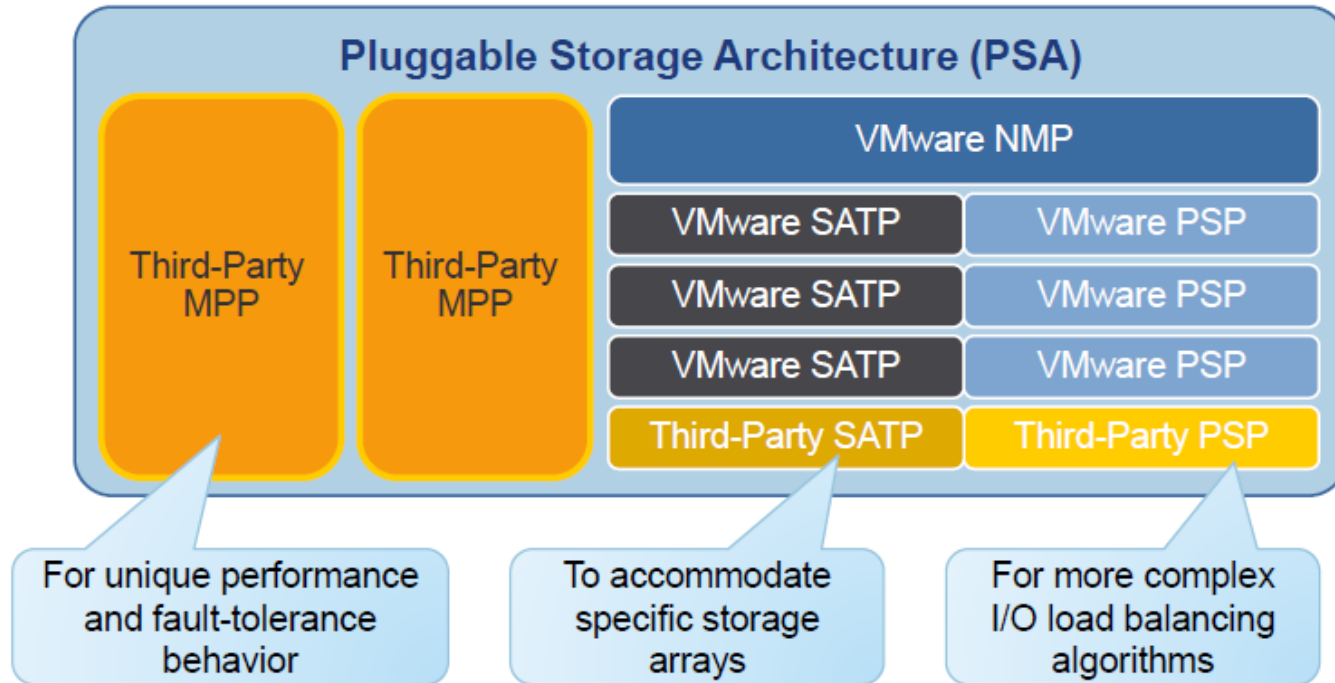 Pluggable Storage Architecture (PSA)
Third-Party
MPP
Third-Party
MPP
VMware NMP
VMware SATP
VMware PSP
VMware SATP
VMware PSP
VMware SATP
VMware PSP
Third-Party SATP
Third-Party PSP
For unique performance
and fault-tolerance
behavior
To accommodate
specific storage
arrays
For more complex
I/O load balancing
algorithms